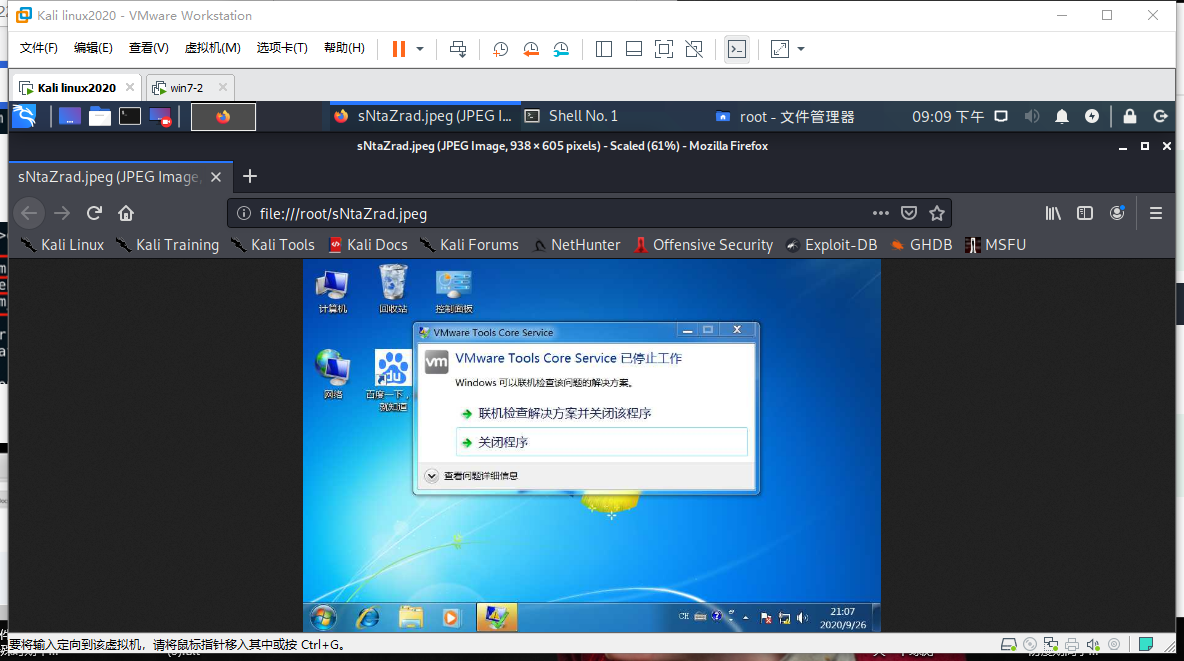 Kali linux2020 - VMware Workstation
文件(F) 编辑(E) 查看(V) 虚拟机(M) 选项卡(T) 帮助(H)
Kali linux2020 win7-2
sNtaZrad.jpeg (JPEG I... Shell No. 1 root - 文件管理器 09:09 下午
sNtaZrad.jpeg (JPEG Image, 938 × 605 pixels) - Scaled (61%) - Mozilla Firefox
sNtaZrad.jpeg (JPEG Image,
file:///root/sNtaZrad.jpeg
Kali Linux Kali Training Kali Tools Kali Docs Kali Forums NetHunter Offensive Security Exploit-DB GHDB MSFU
计算机 回收站 控制面板
VMware Tools Core Service
vm VMware Tools Core Service 已停止工作
Windows 可以联机检查该问题的解决方案。
网络 百度一下，
就知道
联机检查解决方案并关闭该程序
关闭程序
查看问题详细信息
CH 21:07
2020/9/26
要将输入定向到该虚拟机，请将鼠标指针移入其中或按 Ctrl+G。